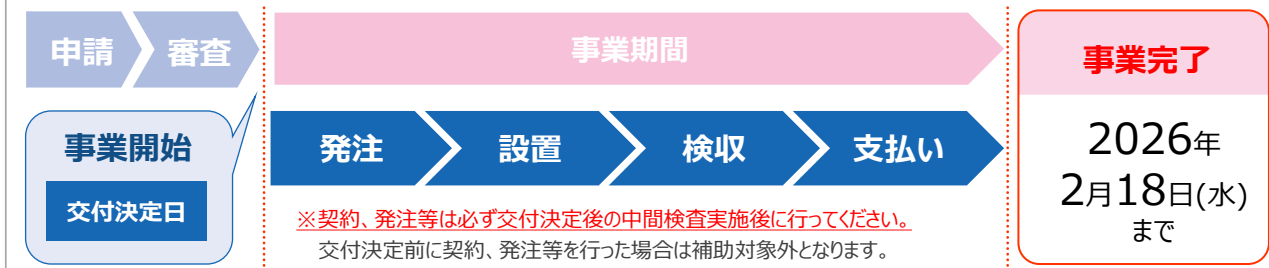 申請
審査
事業期間
事業開始
交付決定日
発注
設置
検収
支払い
※契約、発注等は必ず交付決定後の中間検査実施後に行ってください。
交付決定前に契約、発注等を行った場合は補助対象外となります。
事業完了
2026年
2月18日(水)
まで